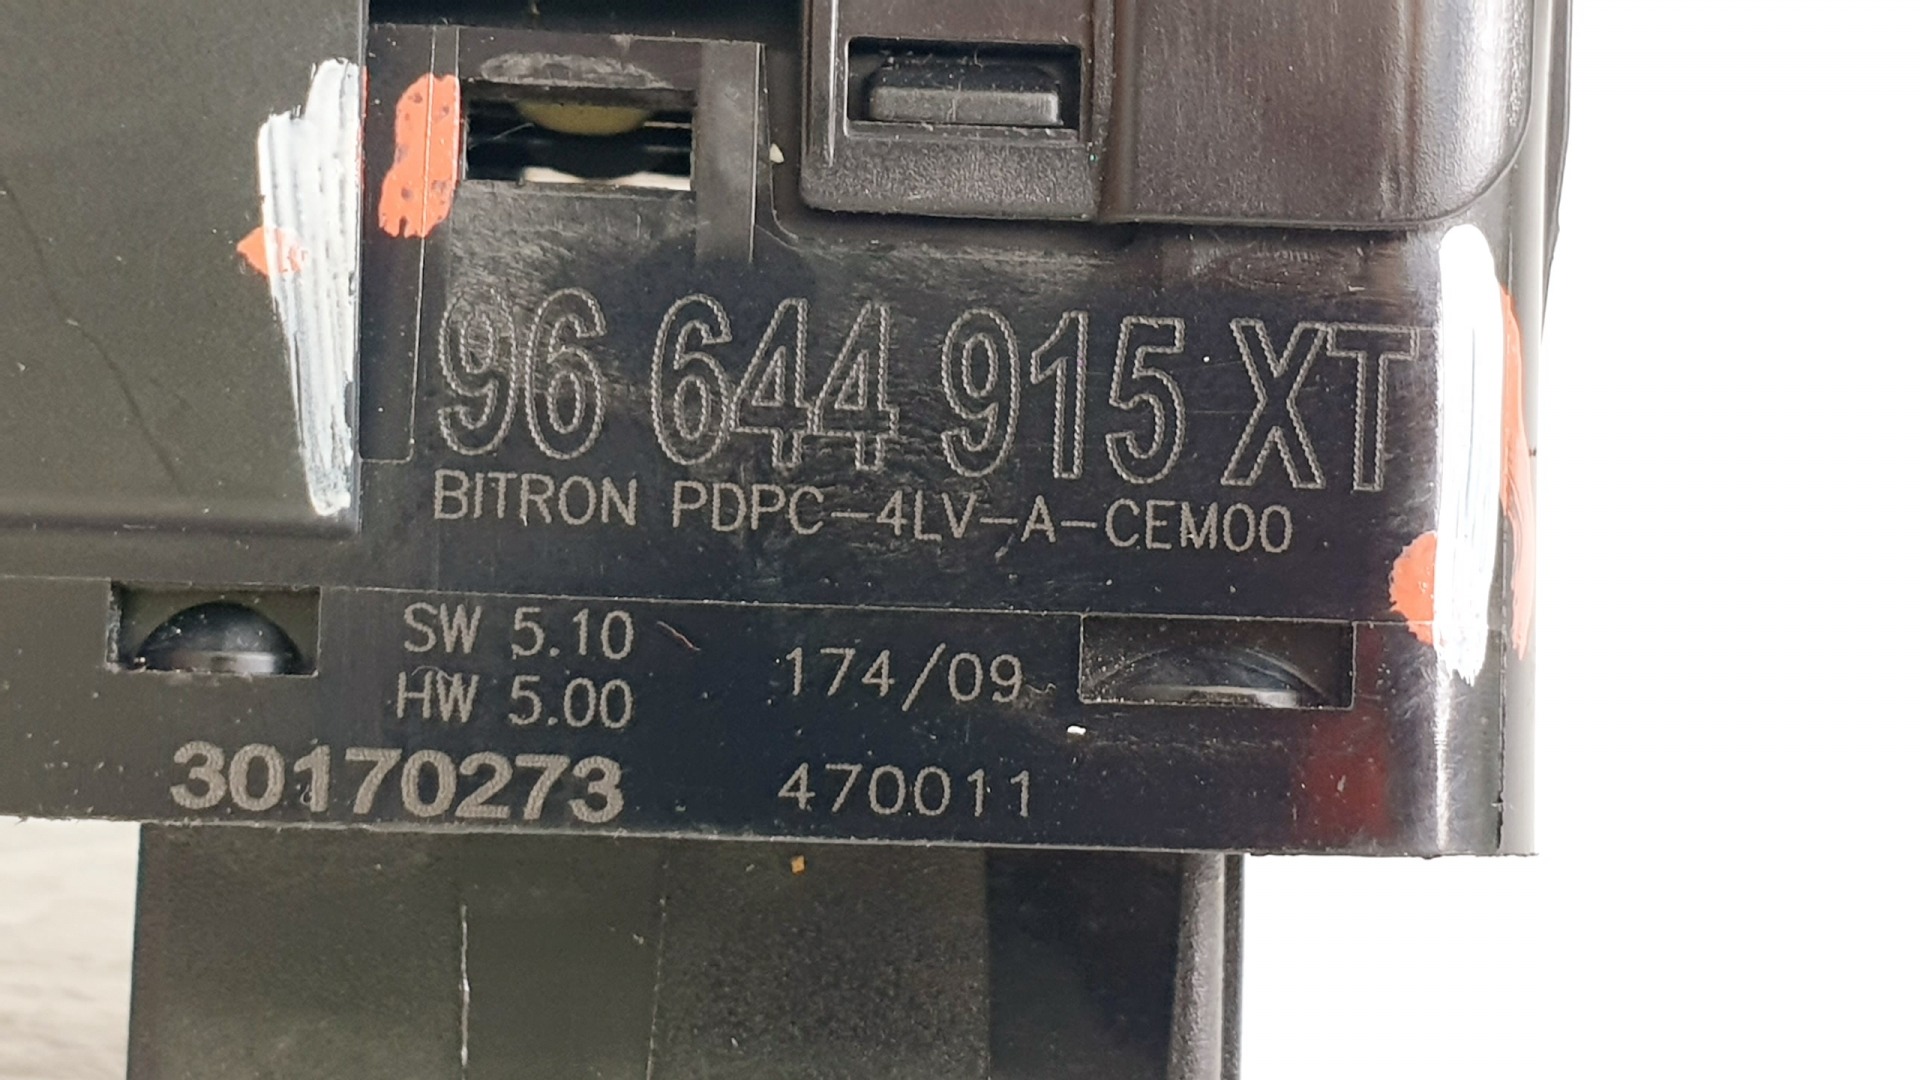 96 644 915 XT
BITRON PDPC-4LV-A-CEM00
SW 5.10
HW 5.00
174/09
30170273
470011